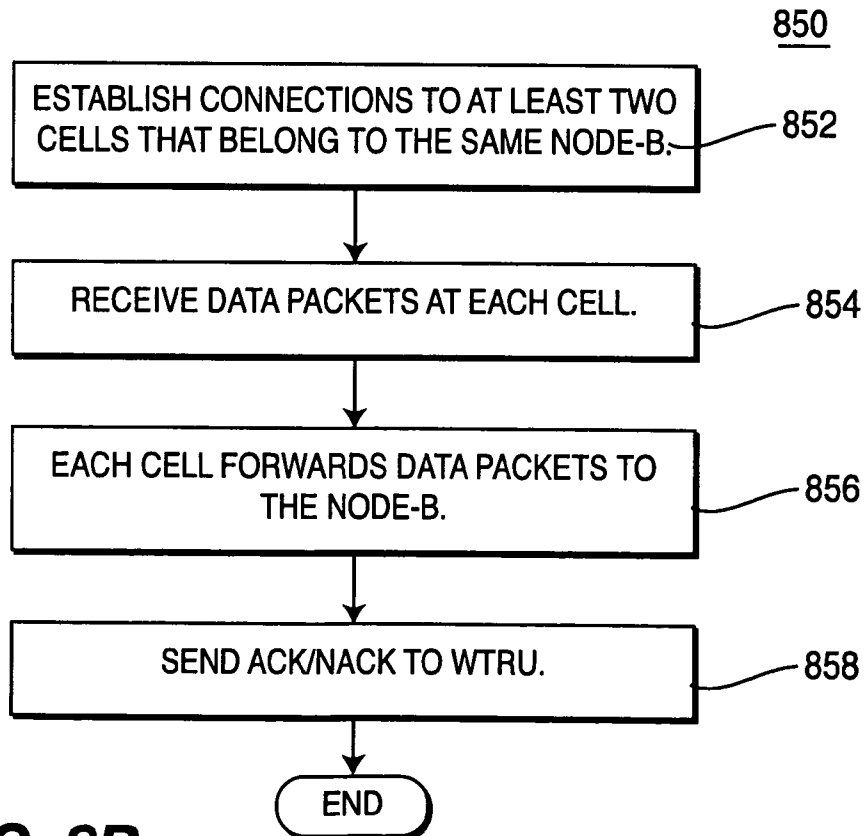 850
ESTABLISH CONNECTIONS TO AT LEAST TWO
CELLS THAT BELONG TO THE SAME NODE-B.
852
RECEIVE DATA PACKETS AT EACH CELL.
854
EACH CELL FORWARDS DATA PACKETS TO
THE NODE-B.
856
SEND ACK/NACK TO WTRU.
858
END